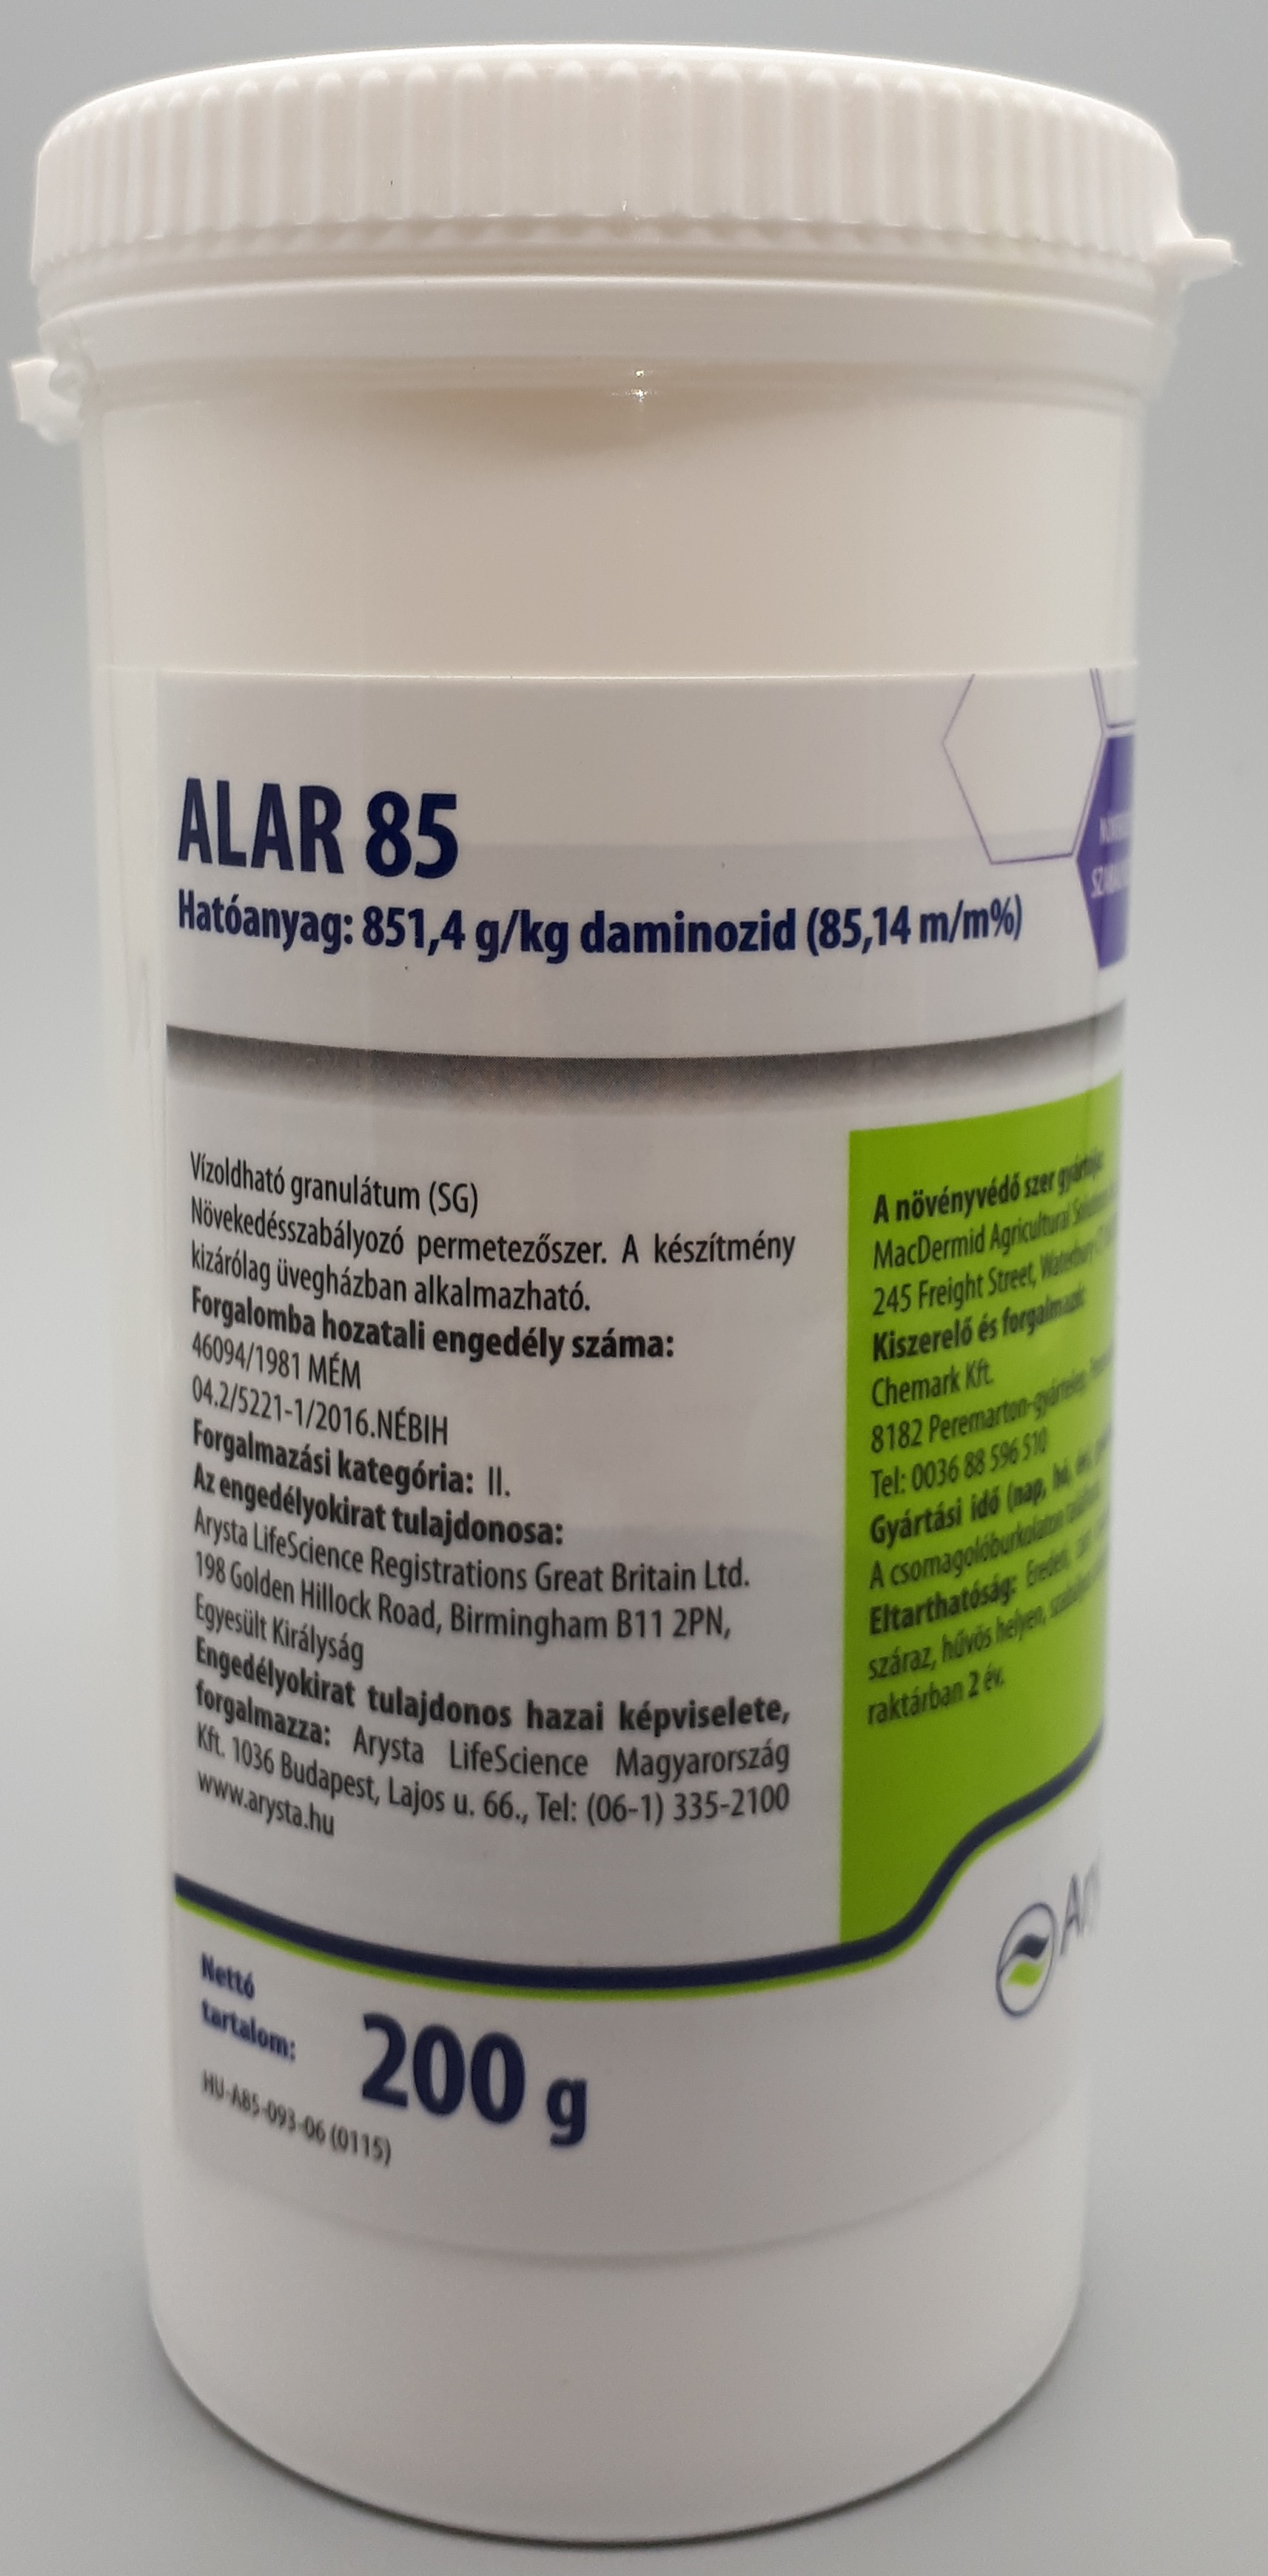 ALAR 85
Hatóanyag: 851,4 g/kg daminozid (85,14 m/m%)
Vízoldható granulátum (SG)
Növekedésszabályozó permetezőszer. A készítmény
kizárólag üvegházban alkalmazható.
Forgalomba hozatali engedély száma:
46094/1981 MÉM
04.2/5221-1/2016.NÉBIH
Forgalmazási kategória: II.
Az engedélyokirat tulajdonosa:
Arysta LifeScience Registrations Great Britain Ltd.
198 Golden Hillock Road, Birmingham B11 2PN,
Egyesült Királyság
Engedélyokirat tulajdonos hazai képviselete,
forgalmazza: Arysta LifeScience Magyarország
Kft. 1036 Budapest, Lajos u. 66., Tel: (06-1) 335-2100
www.arysta.hu
A növényvédő szer
MacDermid Agricultural
245 Freight Street, Waterbury
Kiszerelő és forgalmazó:
Chemark Kft.
8182 Peremarton-gyártelep,
Tel: 0036 88 596 510
Gyártási idő (nap, hó,
A csomagolóburkolaton
Eltarthatóság: Eredeti,
száraz, hűvös helyen,
raktárban 2 év.
Nettó
tartalom:
200 g
HU-A85-093-06 (0115)